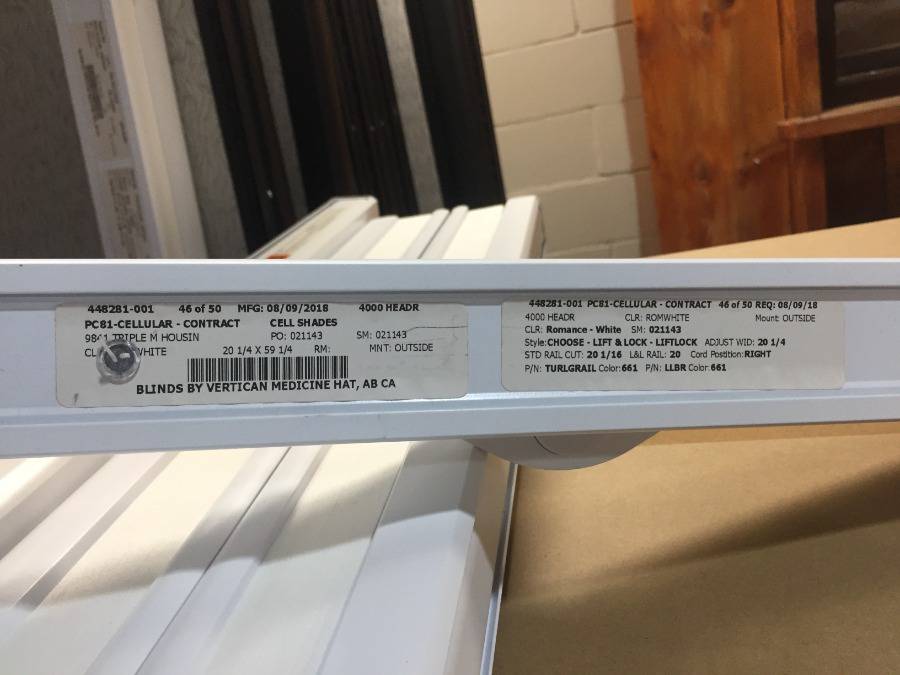 448281-001 46 of 50 MFG: 08/09/2018 4000 HEADR
PC81-CELLULAR - CONTRACT CELL SHADES
TRIPLE M HOUSIN PO: 021143 SM: 021143
20 1/4 X 59 1/4 RM: MNT: OUTSIDE
BLINDS BY VERTICAN MEDICINE HAT, AB CA
448281-001 PC81-CELLULAR - CONTRACT 46 of 50 REQ: 08/09/18
4000 HEADR CLR: ROMWHITE Mount: OUTSIDE
CLR: Romance - White SM: 021143
Style:CHOOSE - LIFT & LOCK - LIFTLOCK ADJUST WID: 20 1/4
STD RAIL CUT: 20 1/16 L&L RAIL: 20 Cord Postition:RIGHT
P/N: TURLGRAIL Color:661 P/N: LLBR Color:661